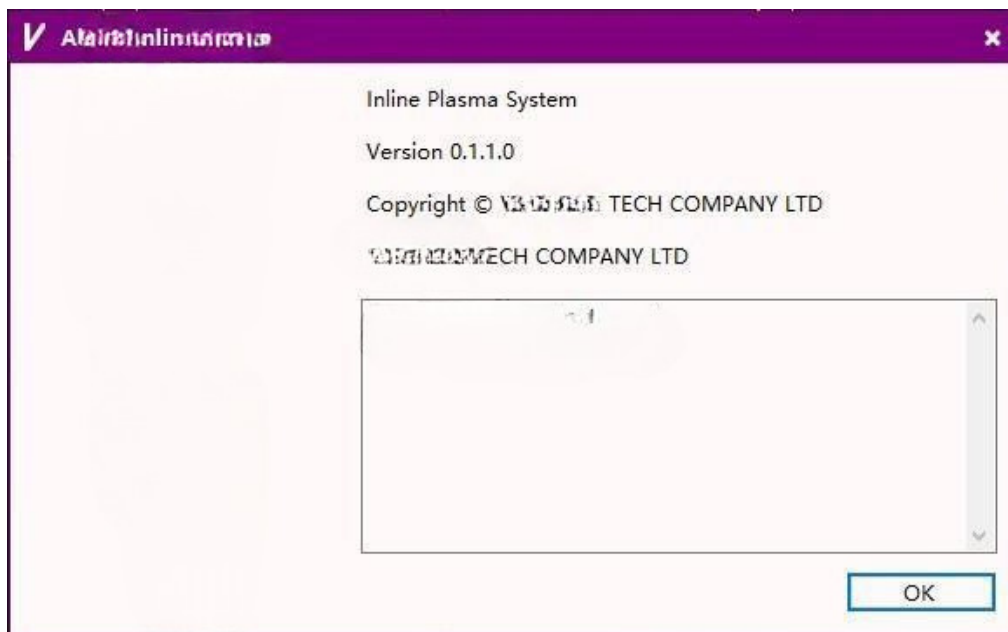 V
Inline Plasma System
Version 0.1.1.0
Copyright © TECH COMPANY LTD
COMPANY LTD
OK